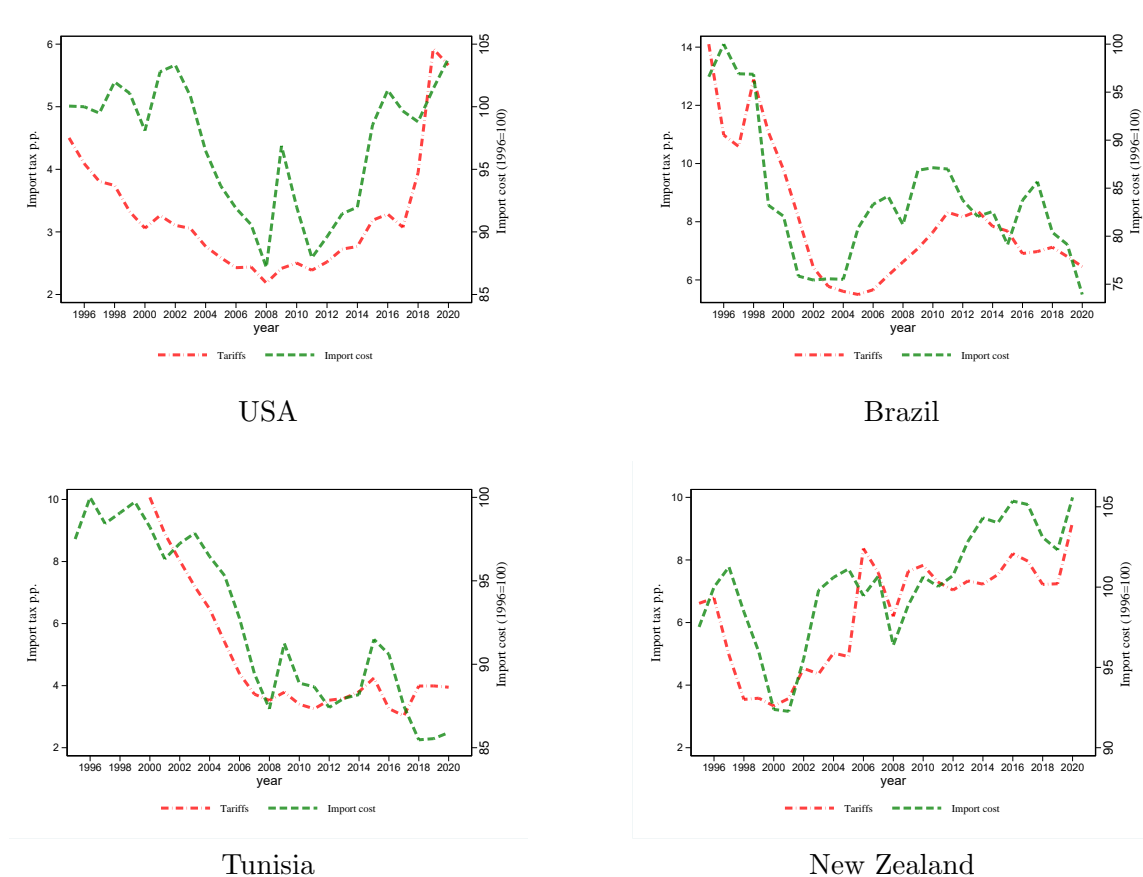 Import tax p.p.
6
5
4
3
2
Import cost (1996=100)
105
100
95
90
85
1996 1998 2000 2002 2004 2006 2008 2010 2012 2014 2016 2018 2020
year
Tariffs Import cost
USA
Import tax p.p.
14
12
10
8
6
Import cost (1996=100)
100
95
90
85
80
75
1996 1998 2000 2002 2004 2006 2008 2010 2012 2014 2016 2018 2020
year
Tariffs Import cost
Brazil
Import tax p.p.
10
8
6
4
2
Import cost (1996=100)
100
95
90
85
1996 1998 2000 2002 2004 2006 2008 2010 2012 2014 2016 2018 2020
year
Tariffs Import cost
Tunisia
Import tax p.p.
10
8
6
4
2
Import cost (1996=100)
105
100
95
90
1996 1998 2000 2002 2004 2006 2008 2010 2012 2014 2016 2018 2020
year
Tariffs Import cost
New Zealand